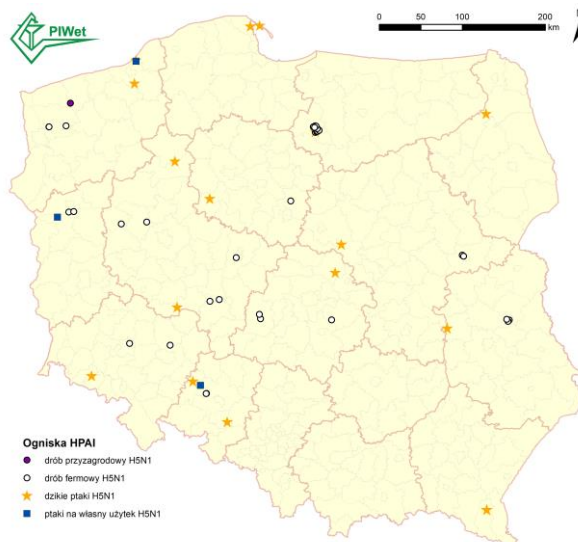 PIWet
0 100 200
km
Ogniska HPAI
drób przyzagrodowy H5N1
drób fermowy H5N1
dzikie ptaki H5N1
ptaki na własny użytek H5N1